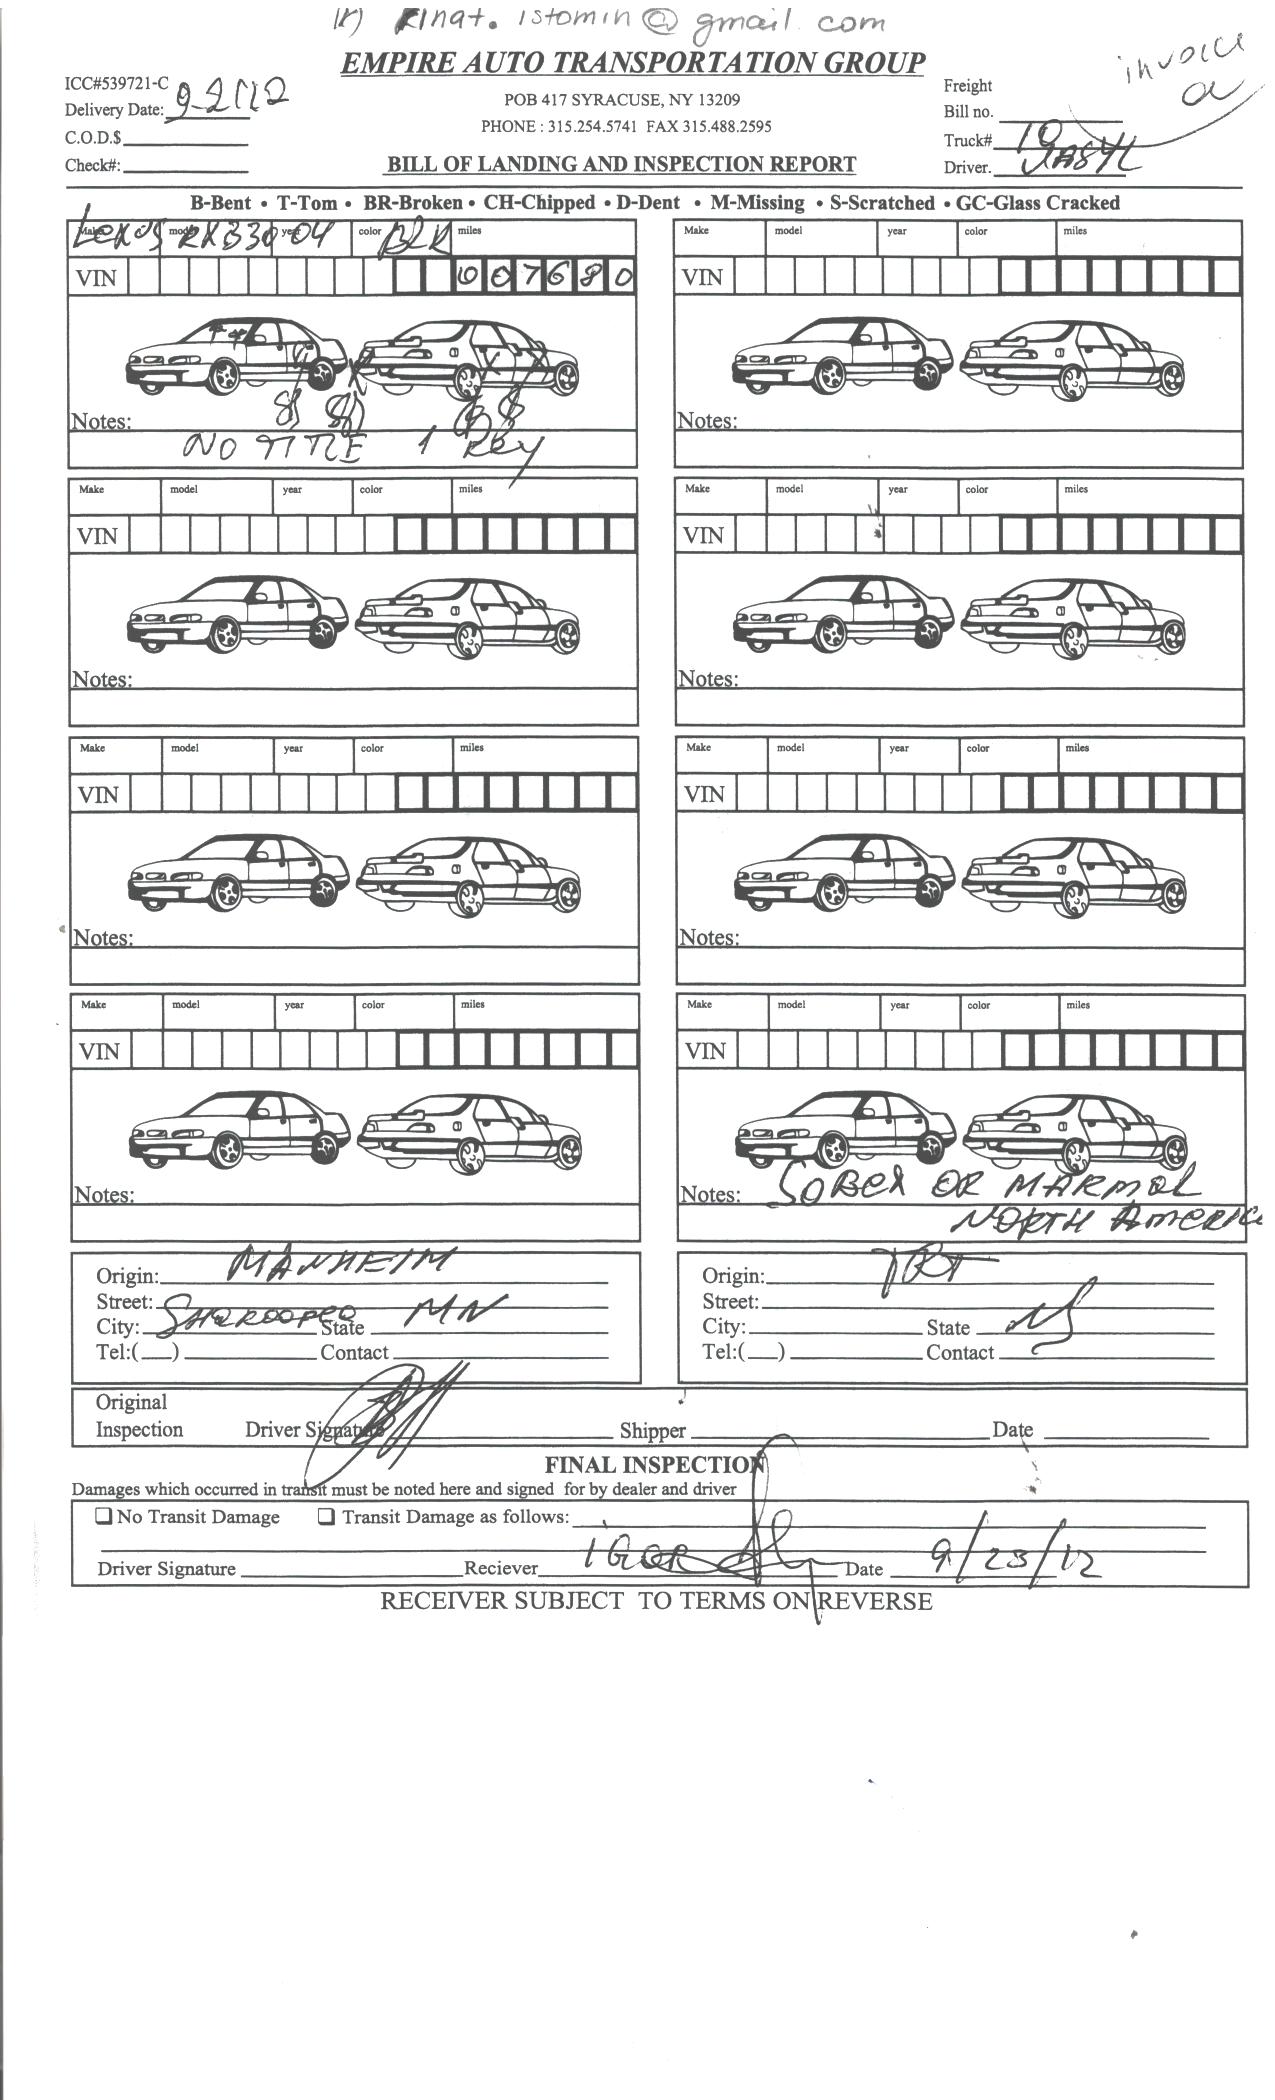 rinat.istomin@gmail.com
invoice
EMPIRE AUTO TRANSPORTATION GROUP
ICC#539721-C
Delivery Date: 9-21 12
C.O.D.$
Check#:
POB 417 SYRACUSE, NY 13209
PHONE : 315.254.5741 FAX 315.488.2595
BILL OF LANDING AND INSPECTION REPORT
Freight
Bill no.
Truck# 10
Driver.
B-Bent • T-Tom • BR-Broken • CH-Chipped • D-Dent • M-Missing • S-Scratched • GC-Glass Cracked
Make model year color miles
Lexus RX330 04 BLK
VIN 007680
Notes:
NO TITLE 1 Key
Make model year color miles
VIN
Notes:
Make model year color miles
VIN
Notes:
Make model year color miles
VIN
Notes:
Make model year color miles
VIN
Notes:
Make model year color miles
VIN
Notes:
Make model year color miles
VIN
Notes:
Make model year color miles
VIN
Notes: OR MARMOL
NORTH AMERICA
Origin: MANHEIM
Street:
City: State MN
Tel:( ) Contact
Origin: TRT
Street:
City: State NJ
Tel:( ) Contact
Original
Inspection Driver Signature Shipper Date
FINAL INSPECTION
Damages which occurred in transit must be noted here and signed for by dealer and driver
No Transit Damage Transit Damage as follows:
Driver Signature Reciever IGOR Date 9/23/12
RECEIVER SUBJECT TO TERMS ON REVERSE